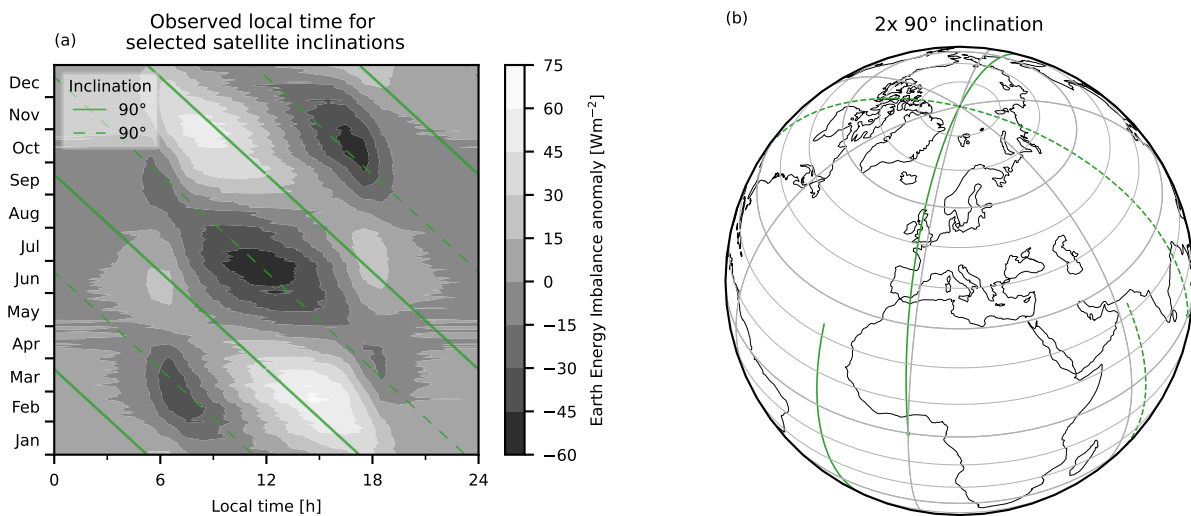 Observed local time for
selected satellite inclinations
(a)
Inclination
90°
90°
Dec
Nov
Oct
Sep
Aug
Jul
Jun
May
Apr
Mar
Feb
Jan
0
6
12
18
24
Local time [h]
75
60
45
30
15
0
−15
−30
−45
−60
Earth Energy Imbalance anomaly [Wm⁻²]
(b)
2x 90° inclination